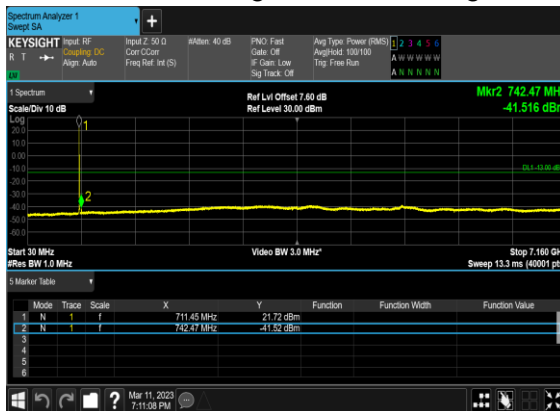 Spectrum Analyzer 1
Swept SA
KEYSIGHT
R T
Input: RF
Coupling: DC
Align: Auto
Input Z: 50 Ω
Corr CCorr
Freq Ref: Int (S)
#Atten: 40 dB
PNO: Fast
Gate: Off
IF Gain: Low
Sig Track: Off
Avg Type: Power (RMS)
Avg|Hold: 100/100
Trig: Free Run
1 2 3 4 5 6
A W W W W W
A N N N N N
1 Spectrum
Scale/Div 10 dB
Ref Lvl Offset 7.60 dB
Ref Level 30.00 dBm
Mkr2 742.47 MH
-41.516 dB
Log
20.0
10.0
0.00
-10.0
-20.0
-30.0
-40.0
-50.0
-60.0
1
2
DL1 -13.00 dB
Start 30 MHz
#Res BW 1.0 MHz
Video BW 3.0 MHz*
Stop 7.160 GH
Sweep 13.3 ms (40001 pt
5 Marker Table
Mode Trace Scale X Y Function Function Width Function Value
1 N 1 f 711.45 MHz 21.72 dBm
2 N 1 f 742.47 MHz -41.52 dBm
3
4
5
6
?
Mar 11, 2023
7:11:08 PM